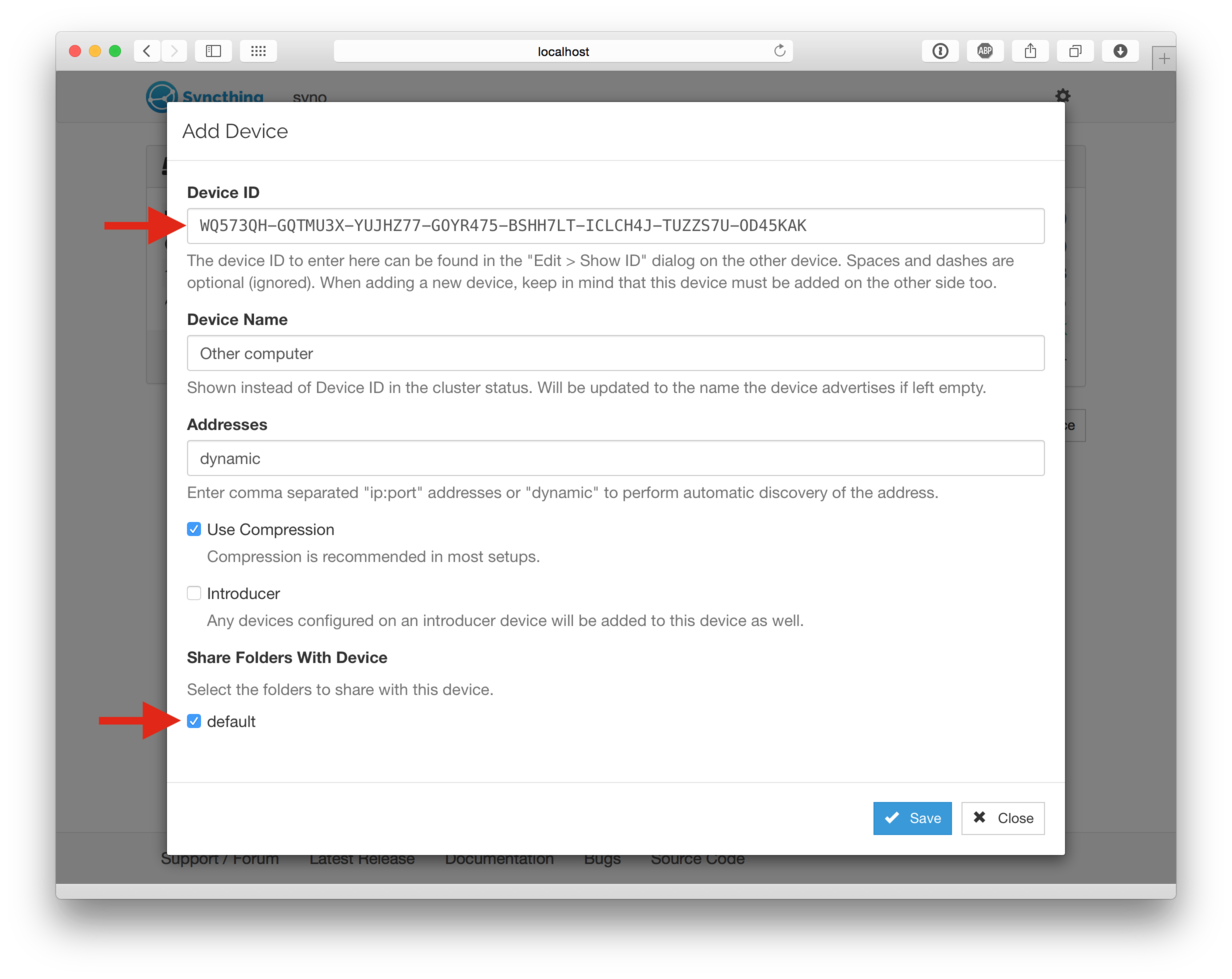 localhost
ABP
Syncthing syno
Add Device
Device ID
WQ573QH-GQTMU3X-YUJHZ77-GOYR475-BSHH7LT-ICLCH4J-TUZZS7U-OD45KAK
The device ID to enter here can be found in the "Edit > Show ID" dialog on the other device. Spaces and dashes are
optional (ignored). When adding a new device, keep in mind that this device must be added on the other side too.
Device Name
Other computer
Shown instead of Device ID in the cluster status. Will be updated to the name the device advertises if left empty.
Addresses
dynamic
Enter comma separated "ip:port" addresses or "dynamic" to perform automatic discovery of the address.
Use Compression
Compression is recommended in most setups.
Introducer
Any devices configured on an introducer device will be added to this device as well.
Share Folders With Device
Select the folders to share with this device.
default
Save Close
Support / Forum Latest Release Documentation Bugs Source Code